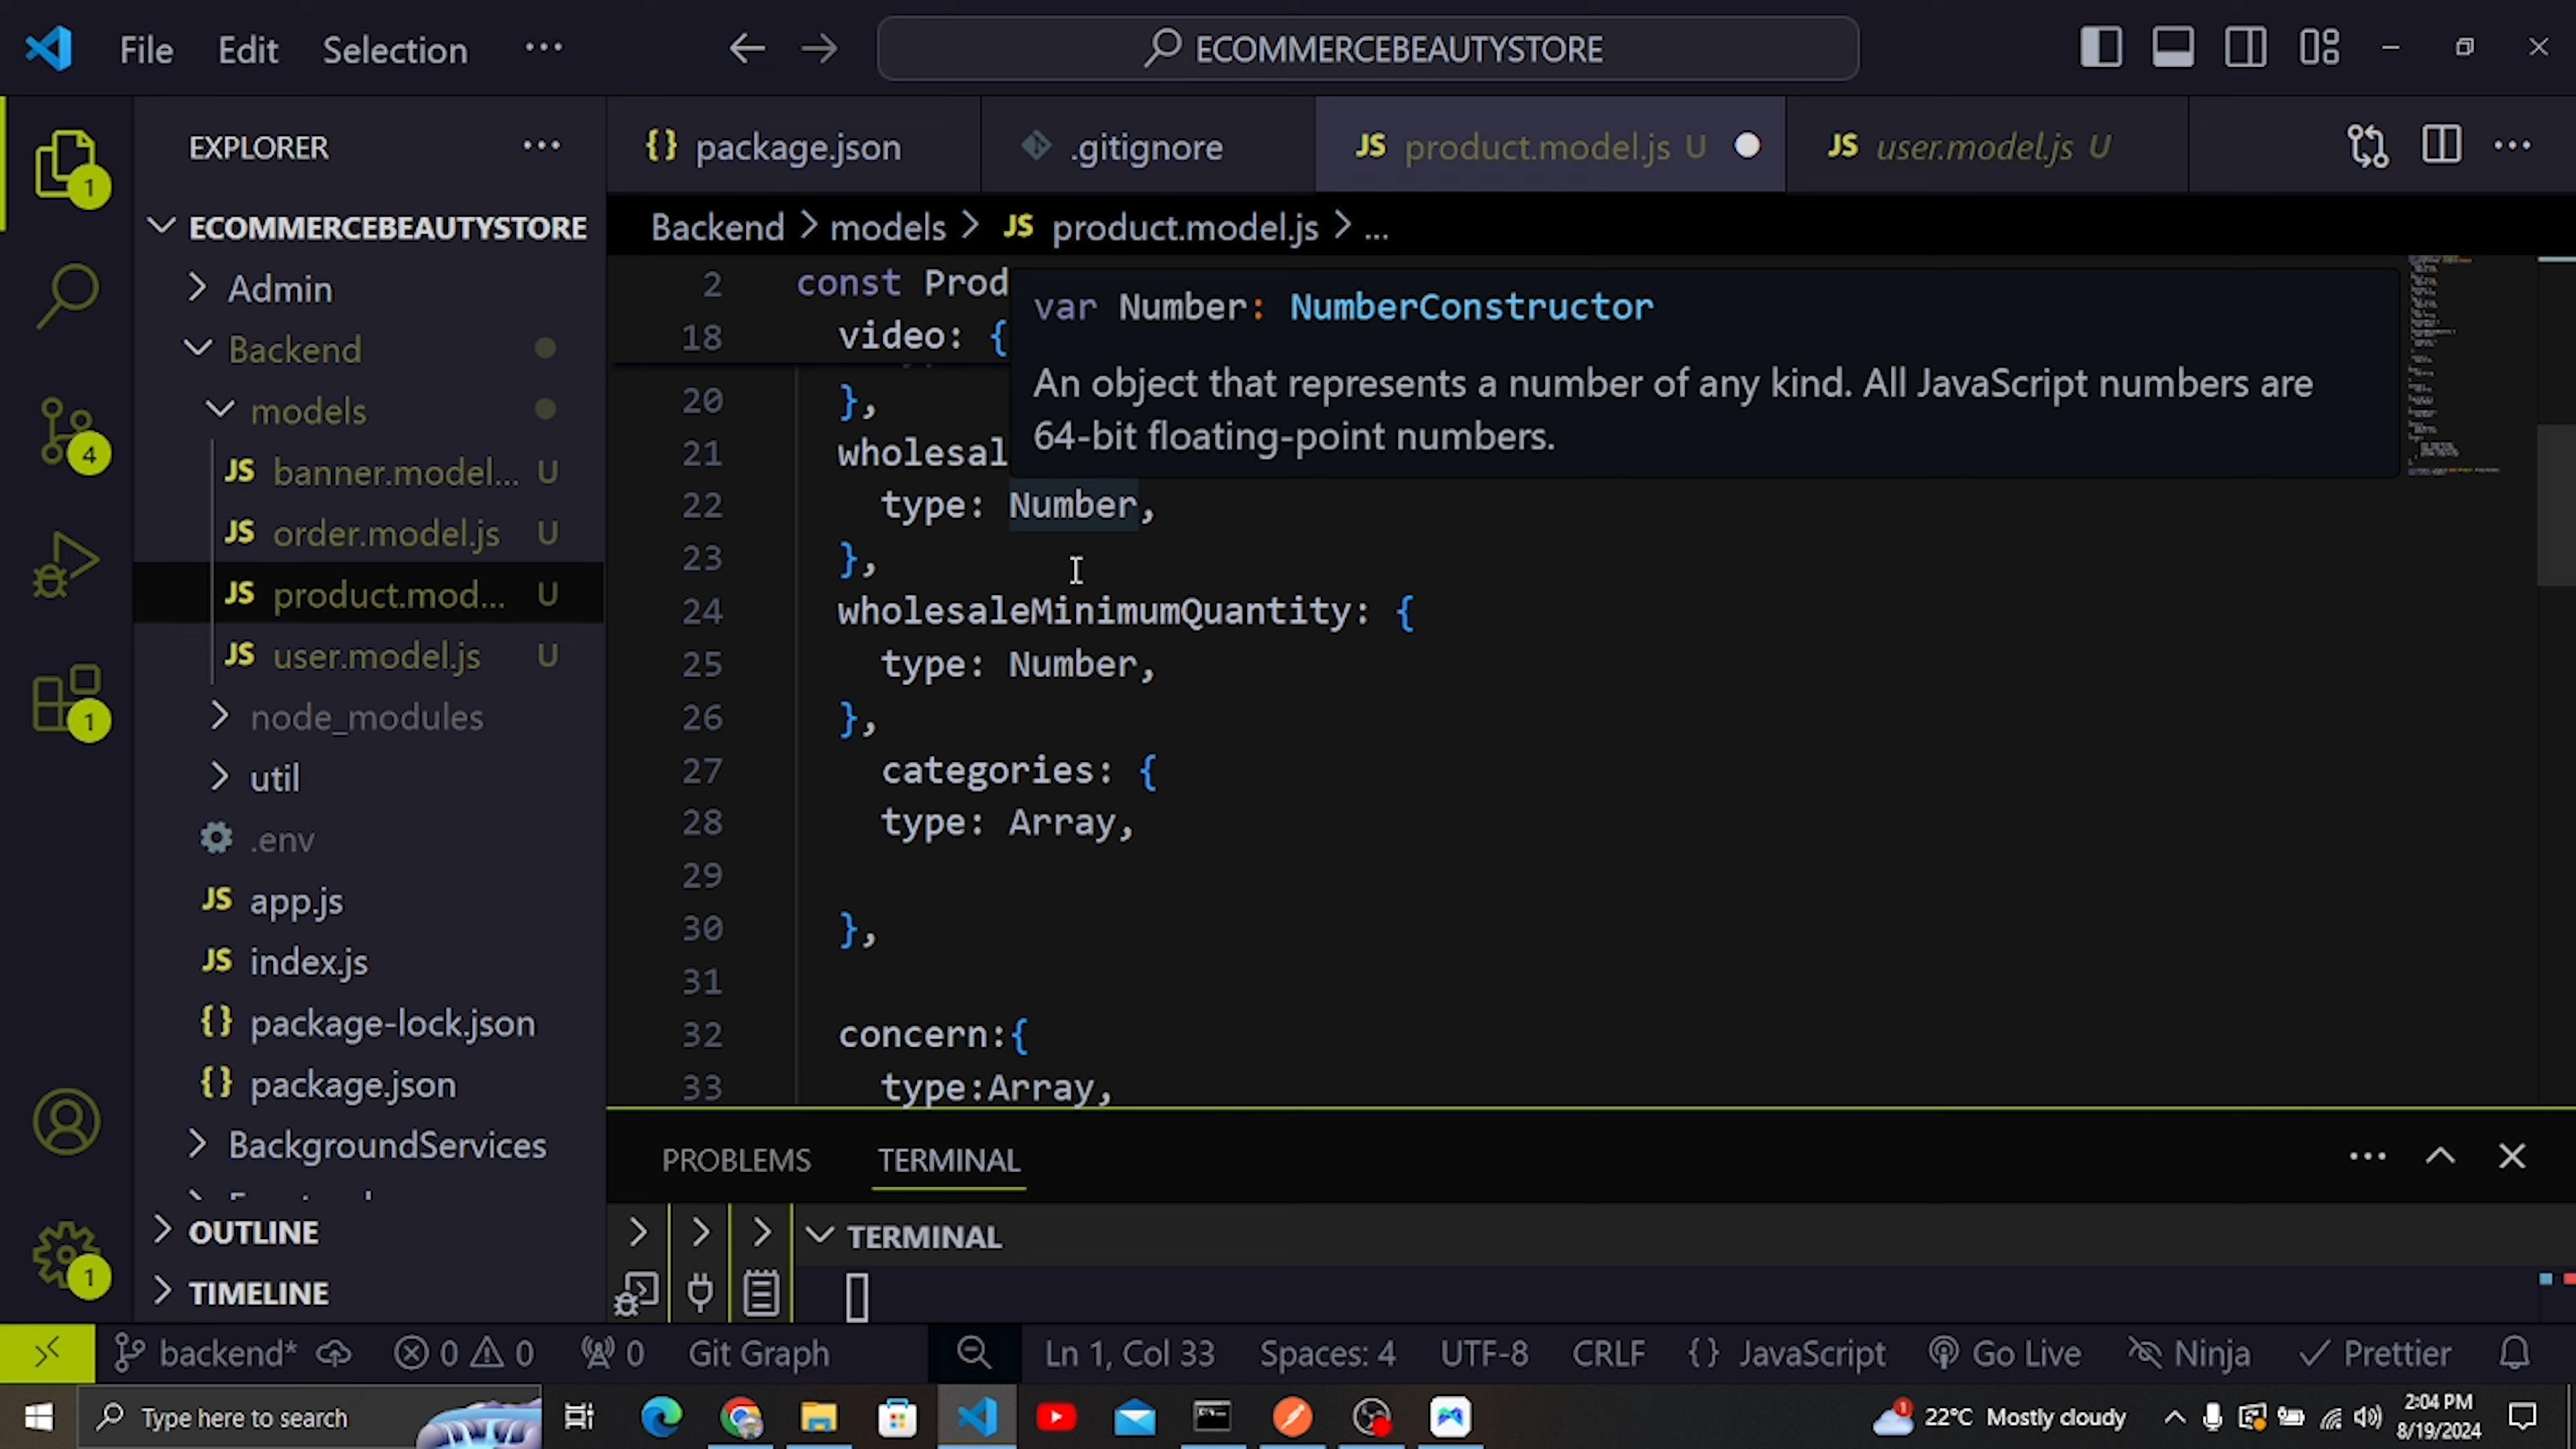 File Edit Selection ··· ECOMMERCEBEAUTYSTORE
EXPLORER ···
ECOMMERCEBEAUTYSTORE
Admin
Backend
models
JS banner.model... U
JS order.model.js U
JS product.mod... U
JS user.model.js U
node_modules
util
.env
JS app.js
JS index.js
{} package-lock.json
{} package.json
BackgroundServices
OUTLINE
TIMELINE
1
4
1
1
{} package.json .gitignore JS product.model.js U JS user.model.js U ···
Backend > models > JS product.model.js > ...
2 const Prod
18 video: {
var Number: NumberConstructor
An object that represents a number of any kind. All JavaScript numbers are
64-bit floating-point numbers.
20 },
21 wholesal
22 type: Number,
23 },
24 wholesaleMinimumQuantity: {
25 type: Number,
26 },
27 categories: {
28 type: Array,
29
30 },
31
32 concern:{
33 type:Array,
PROBLEMS TERMINAL ···
TERMINAL
backend* 0 0 0 Git Graph Ln 1, Col 33 Spaces: 4 UTF-8 CRLF {} JavaScript Go Live Ninja Prettier
Type here to search 1 22°C Mostly cloudy 2:04 PM
8/19/2024